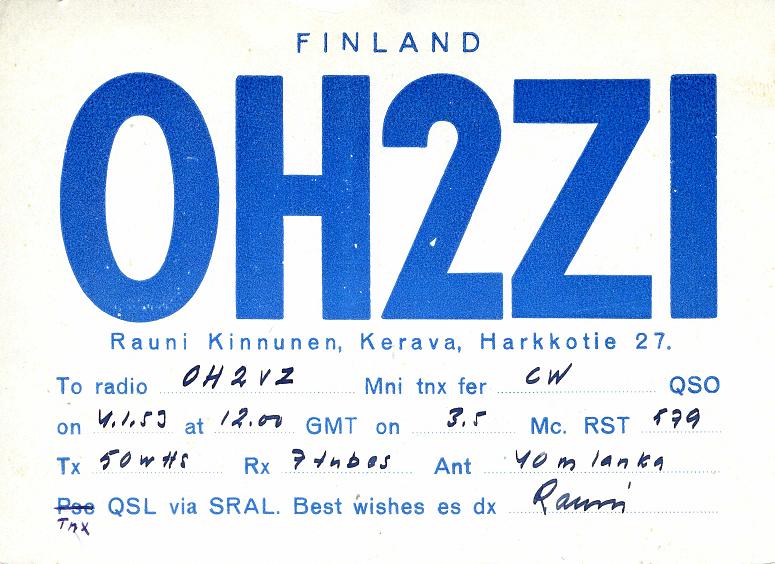 FINLAND
OH2ZI
Rauni Kinnunen, Kerava, Harkkotie 27.
To radio OH2VZ Mni tnx fer CW QSO
on 4.1.53 at 12.00 GMT on 3.5 Mc. RST 579
Tx 50 wtts Rx 7 tubes Ant 40 m lanka
Pse QSL via SRAL. Best wishes es dx Rauni
Tnx